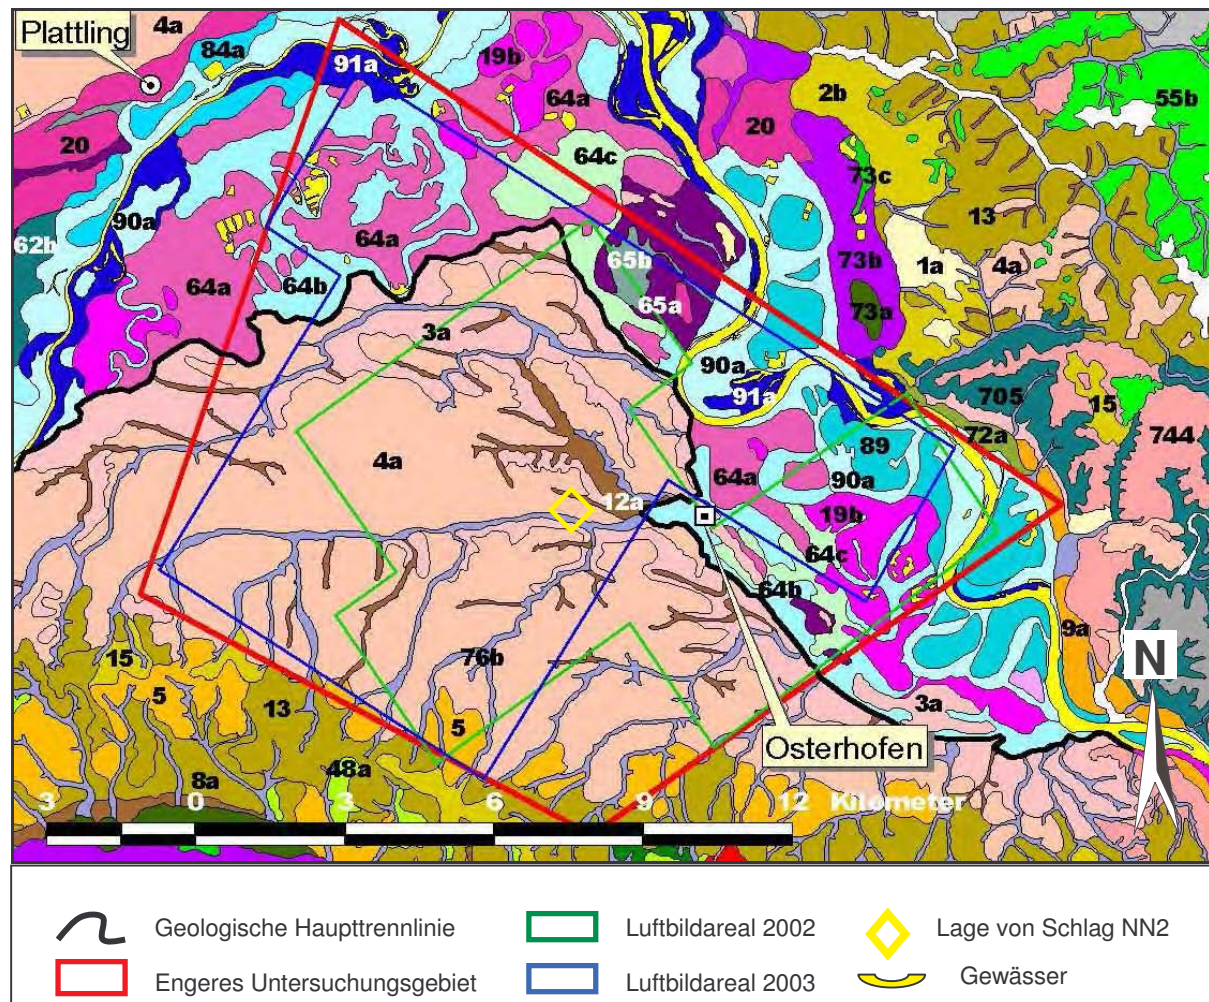 Plattling
4a
84a
91a
19b
64a
2b
55b
20
20
64c
73c
13
90a
62b
64a
65b
73b
1a
4a
64a
64b
65a
73a
3a
90a
91a
705
15
72a
744
4a
89
64a
90a
12a
19b
64c
64b
9a
N
15
76b
5
13
5
3a
Osterhofen
8a
48a
3 0 3 6 9 12 Kilometer
Geologische Haupttrennlinie
Luftbildareal 2002
Lage von Schlag NN2
Engeres Untersuchungsgebiet
Luftbildareal 2003
Gewässer